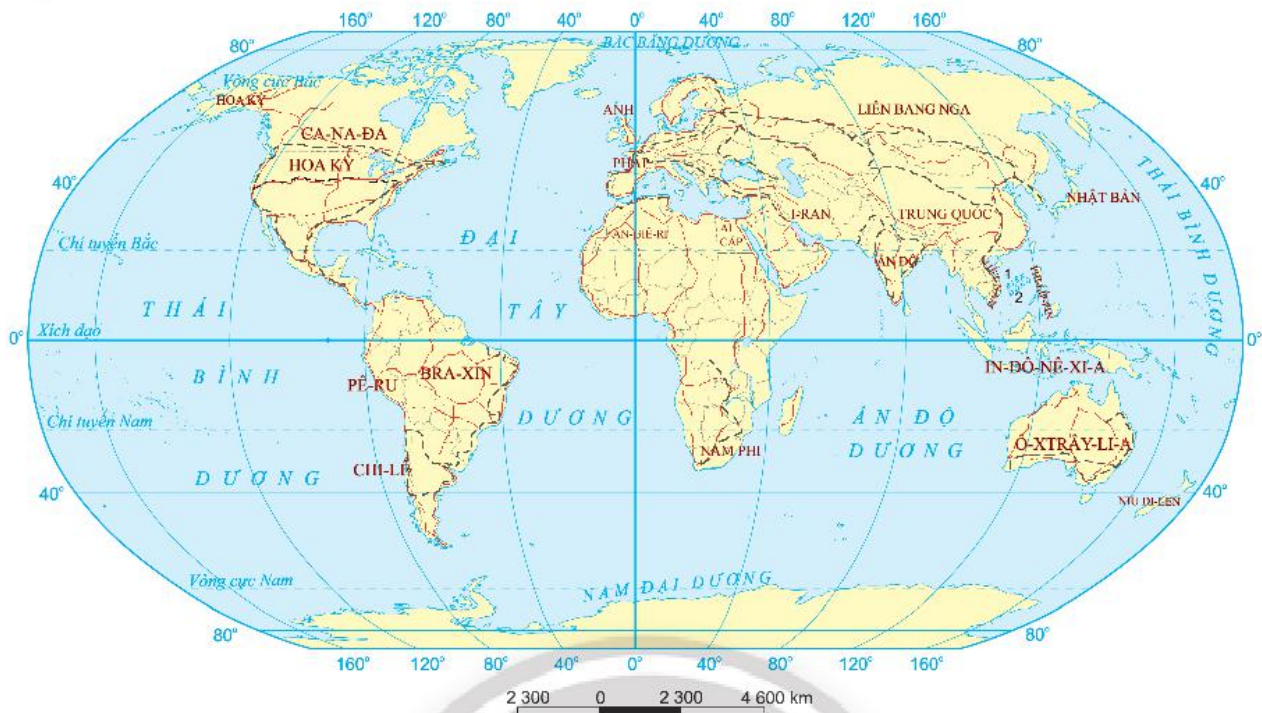 160° 120° 80° 40° 0° 40° 80° 120° 160°
BẮC BĂNG DƯƠNG
80° 80°
Vòng cực Bắc
HOA KỲ
ANH
LIÊN BANG NGA
CA-NA-ĐA
HOA KỲ
PHÁP
40° 40°
THÁI BÌNH DƯƠNG
NHẬT BẢN
I-RAN
TRUNG QUỐC
AN-GIÊ-RI
AI
CẬP
Chí tuyến Bắc
ĐẠI
ẤN ĐỘ
1
2
THÁI
TÂY
Xích đạo
0° 0°
BÌNH
PÊ-RU
BRA-XIN
IN-ĐÔ-NÊ-XI-A
DƯƠNG
ẤN ĐỘ
DƯƠNG
Chí tuyến Nam
Ô-XTRÂY-LI-A
NAM PHI
CHI-LÊ
DƯƠNG
40° 40°
NIU DI-LEN
Vòng cực Nam
NAM ĐẠI DƯƠNG
80° 80°
160° 120° 80° 40° 0° 40° 80° 120° 160°
2 300 0 2 300 4 600 km